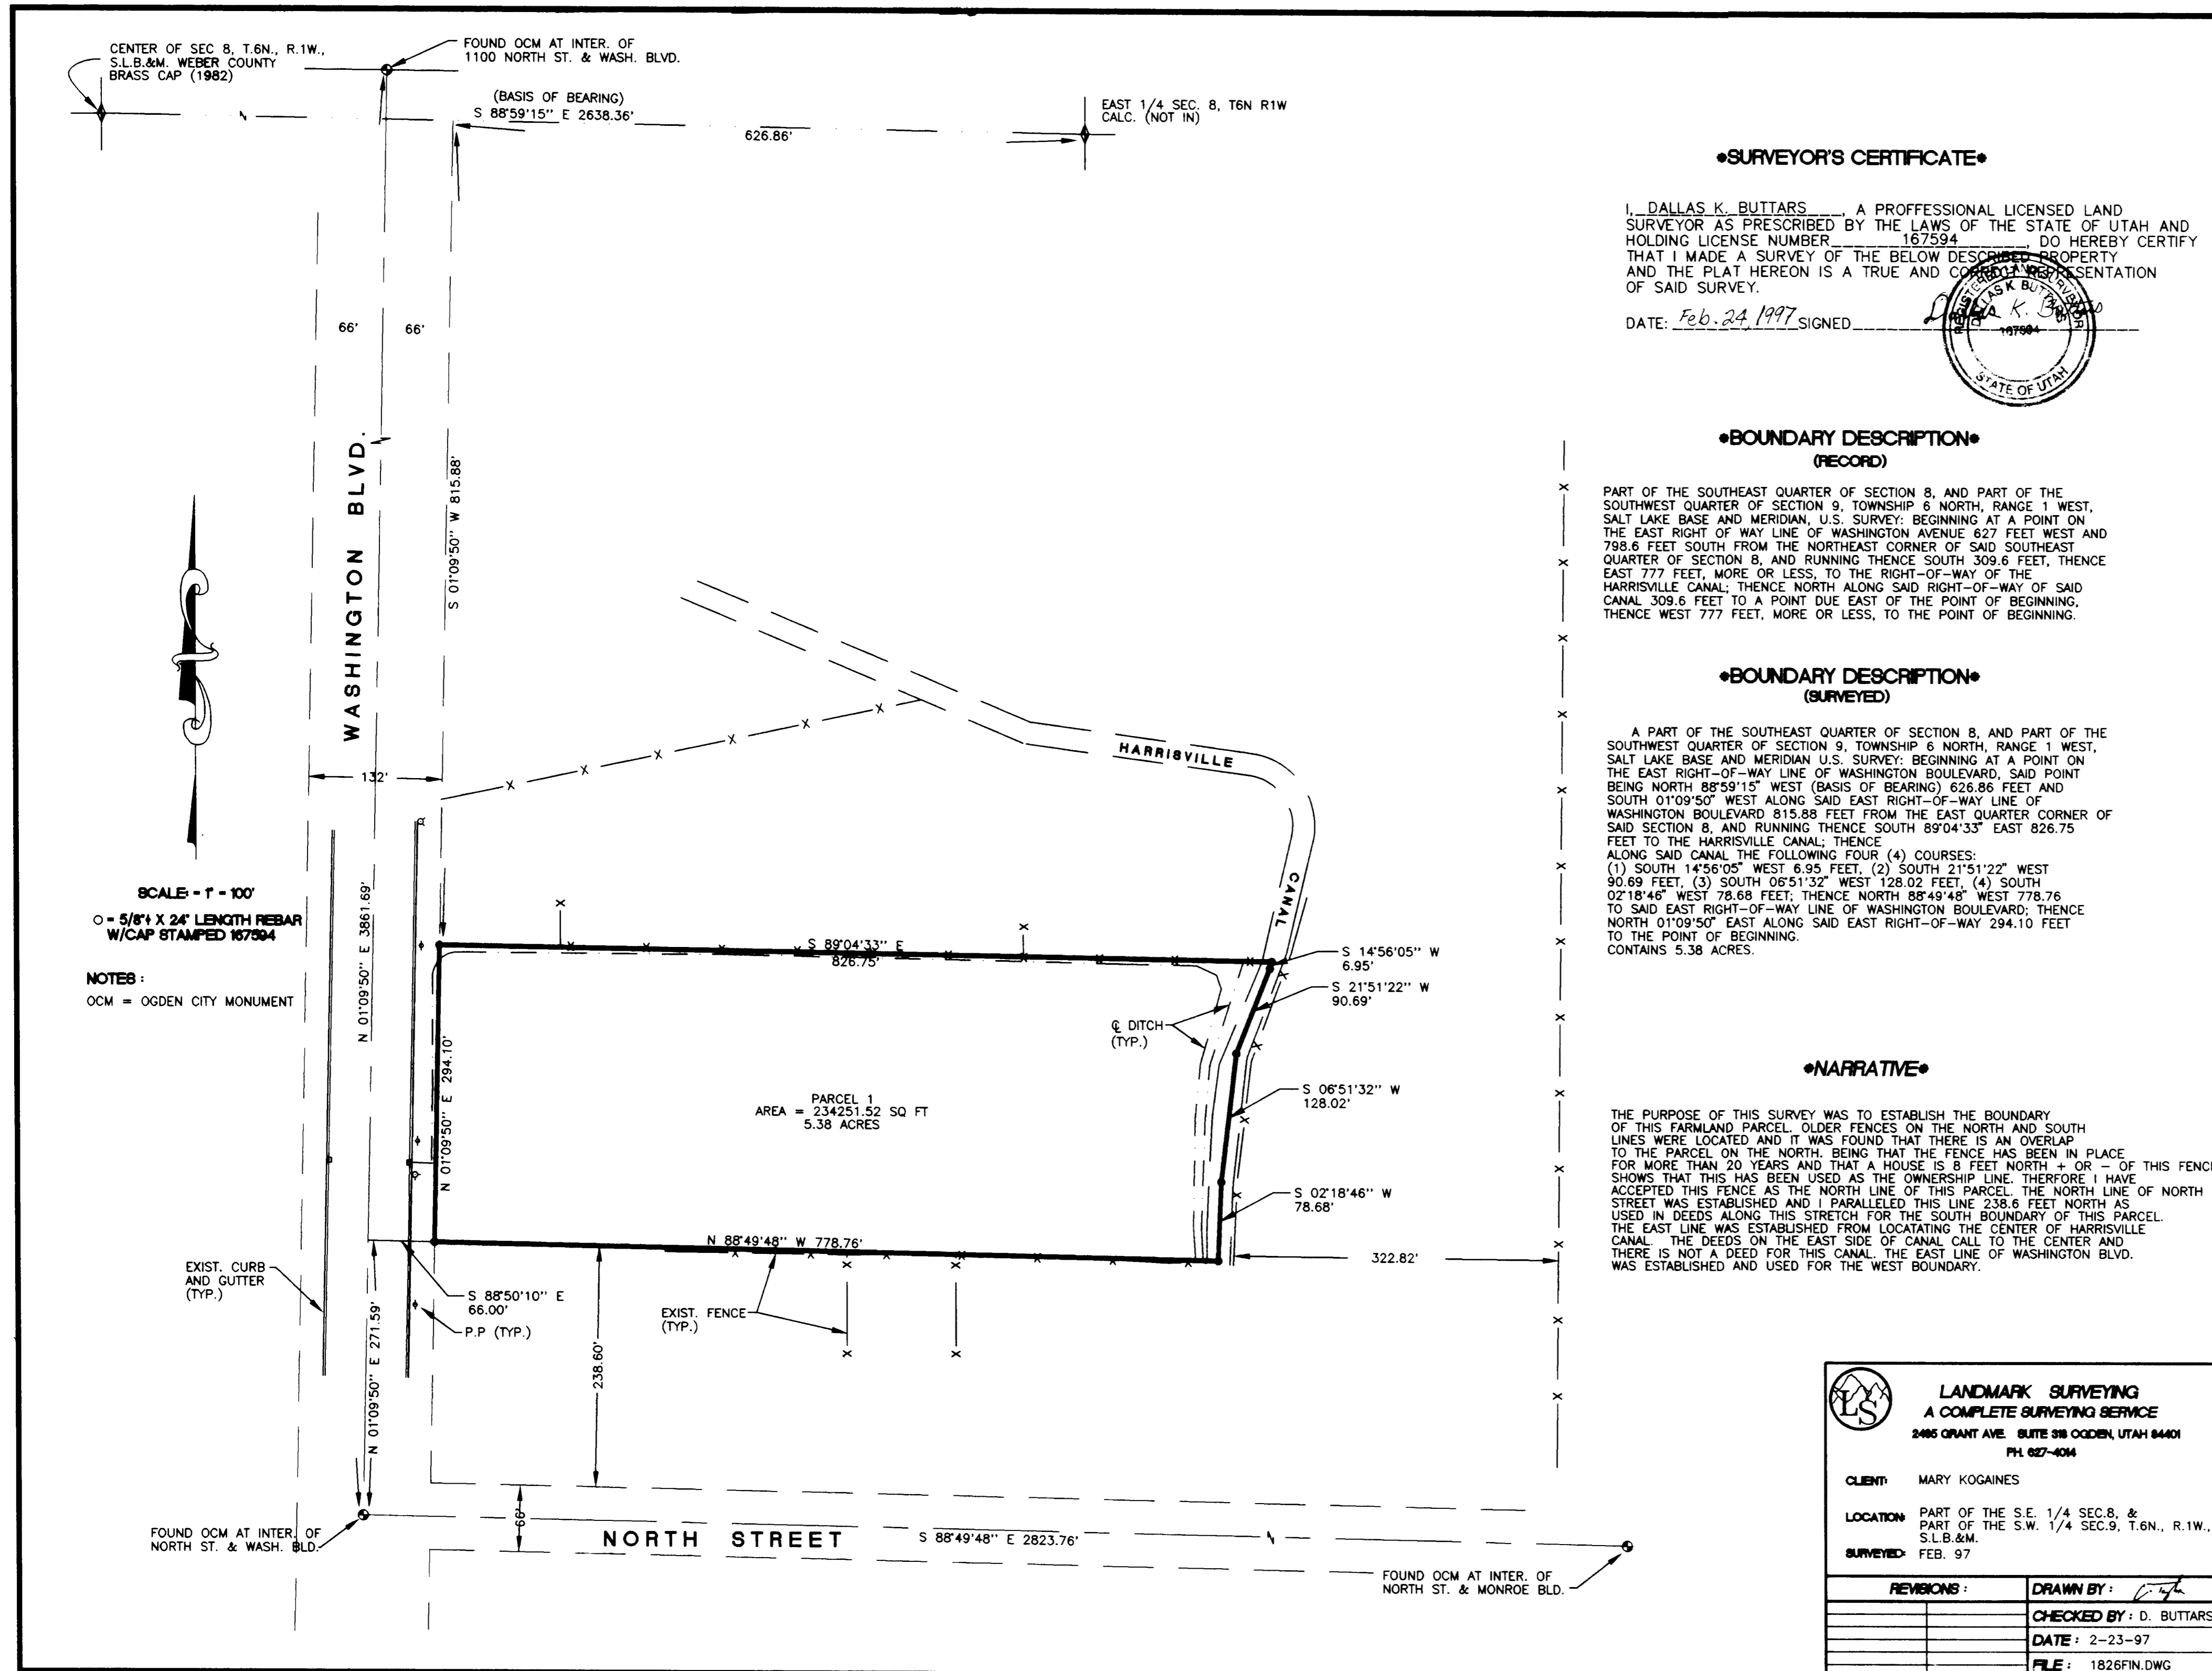 CENTER OF SEC 8, T.6N., R.1W.,
S.L.B.&M. WEBER COUNTY
BRASS CAP (1982)
FOUND OCM AT INTER. OF
1100 NORTH ST. & WASH. BLVD.
(BASIS OF BEARING)
S 88°59'15'' E 2638.36'
626.86'
EAST 1/4 SEC. 8, T6N R1W
CALC. (NOT IN)
66'
66'
WASHINGTON BLVD.
S 01°09'50'' W 815.88'
132'
HARRISVILLE
CANAL
SCALE: - 1" - 100'
O = 5/8"ϕ X 24" LENGTH REBAR
W/CAP STAMPED 167594
NOTES :
OCM = OGDEN CITY MONUMENT
N 01°09'50'' E 3861.69'
S 89°04'33'' E
826.75'
S 14°56'05'' W
6.95'
S 21°51'22'' W
90.69'
℄ DITCH
(TYP.)
N 01°09'50'' E 294.10'
PARCEL 1
AREA = 234251.52 SQ FT
5.38 ACRES
S 06°51'32'' W
128.02'
S 02°18'46'' W
78.68'
N 88°49'48'' W 778.76'
322.82'
EXIST. CURB
AND GUTTER
(TYP.)
S 88°50'10'' E
66.00'
P.P (TYP.)
EXIST. FENCE
(TYP.)
N 01°09'50'' E 271.59'
238.60'
66'
FOUND OCM AT INTER. OF
NORTH ST. & WASH. BLD.
NORTH STREET
S 88°49'48'' E 2823.76'
FOUND OCM AT INTER. OF
NORTH ST. & MONROE BLD.
*SURVEYOR'S CERTIFICATE*
I, DALLAS K. BUTTARS, A PROFFESSIONAL LICENSED LAND
SURVEYOR AS PRESCRIBED BY THE LAWS OF THE STATE OF UTAH AND
HOLDING LICENSE NUMBER 167594, DO HEREBY CERTIFY
THAT I MADE A SURVEY OF THE BELOW DESCRIBED PROPERTY
AND THE PLAT HEREON IS A TRUE AND CORRECT REPRESENTATION
OF SAID SURVEY.
DATE: Feb. 24, 1997 SIGNED
REGISTERED LAND SURVEYOR
DALLAS K. BUTTARS
167594
STATE OF UTAH
*BOUNDARY DESCRIPTION*
(RECORD)
PART OF THE SOUTHEAST QUARTER OF SECTION 8, AND PART OF THE
SOUTHWEST QUARTER OF SECTION 9, TOWNSHIP 6 NORTH, RANGE 1 WEST,
SALT LAKE BASE AND MERIDIAN, U.S. SURVEY: BEGINNING AT A POINT ON
THE EAST RIGHT OF WAY LINE OF WASHINGTON AVENUE 627 FEET WEST AND
798.6 FEET SOUTH FROM THE NORTHEAST CORNER OF SAID SOUTHEAST
QUARTER OF SECTION 8, AND RUNNING THENCE SOUTH 309.6 FEET, THENCE
EAST 777 FEET, MORE OR LESS, TO THE RIGHT-OF-WAY OF THE
HARRISVILLE CANAL; THENCE NORTH ALONG SAID RIGHT-OF-WAY OF SAID
CANAL 309.6 FEET TO A POINT DUE EAST OF THE POINT OF BEGINNING,
THENCE WEST 777 FEET, MORE OR LESS, TO THE POINT OF BEGINNING.
*BOUNDARY DESCRIPTION*
(SURVEYED)
A PART OF THE SOUTHEAST QUARTER OF SECTION 8, AND PART OF THE
SOUTHWEST QUARTER OF SECTION 9, TOWNSHIP 6 NORTH, RANGE 1 WEST,
SALT LAKE BASE AND MERIDIAN U.S. SURVEY: BEGINNING AT A POINT ON
THE EAST RIGHT-OF-WAY LINE OF WASHINGTON BOULEVARD, SAID POINT
BEING NORTH 88°59'15" WEST (BASIS OF BEARING) 626.86 FEET AND
SOUTH 01°09'50" WEST ALONG SAID EAST RIGHT-OF-WAY LINE OF
WASHINGTON BOULEVARD 815.88 FEET FROM THE EAST QUARTER CORNER OF
SAID SECTION 8, AND RUNNING THENCE SOUTH 89°04'33" EAST 826.75
FEET TO THE HARRISVILLE CANAL; THENCE
ALONG SAID CANAL THE FOLLOWING FOUR (4) COURSES:
(1) SOUTH 14°56'05" WEST 6.95 FEET, (2) SOUTH 21°51'22" WEST
90.69 FEET, (3) SOUTH 06°51'32" WEST 128.02 FEET, (4) SOUTH
02°18'46" WEST 78.68 FEET; THENCE NORTH 88°49'48" WEST 778.76
TO SAID EAST RIGHT-OF-WAY LINE OF WASHINGTON BOULEVARD; THENCE
NORTH 01°09'50" EAST ALONG SAID EAST RIGHT-OF-WAY 294.10 FEET
TO THE POINT OF BEGINNING.
CONTAINS 5.38 ACRES.
*NARRATIVE*
THE PURPOSE OF THIS SURVEY WAS TO ESTABLISH THE BOUNDARY
OF THIS FARMLAND PARCEL. OLDER FENCES ON THE NORTH AND SOUTH
LINES WERE LOCATED AND IT WAS FOUND THAT THERE IS AN OVERLAP
TO THE PARCEL ON THE NORTH. BEING THAT THE FENCE HAS BEEN IN PLACE
FOR MORE THAN 20 YEARS AND THAT A HOUSE IS 8 FEET NORTH + OR - OF THIS FENCE
SHOWS THAT THIS HAS BEEN USED AS THE OWNERSHIP LINE. THERFORE I HAVE
ACCEPTED THIS FENCE AS THE NORTH LINE OF THIS PARCEL. THE NORTH LINE OF NORTH
STREET WAS ESTABLISHED AND I PARALLELED THIS LINE 238.6 FEET NORTH AS
USED IN DEEDS ALONG THIS STRETCH FOR THE SOUTH BOUNDARY OF THIS PARCEL.
THE EAST LINE WAS ESTABLISHED FROM LOCATATING THE CENTER OF HARRISVILLE
CANAL. THE DEEDS ON THE EAST SIDE OF CANAL CALL TO THE CENTER AND
THERE IS NOT A DEED FOR THIS CANAL. THE EAST LINE OF WASHINGTON BLVD.
WAS ESTABLISHED AND USED FOR THE WEST BOUNDARY.
LS
LANDMARK SURVEYING
A COMPLETE SURVEYING SERVICE
2485 GRANT AVE. SUITE 318 OGDEN, UTAH 84401
PH. 627-4014
CLIENT: MARY KOGAINES
LOCATION: PART OF THE S.E. 1/4 SEC.8, &
PART OF THE S.W. 1/4 SEC.9, T.6N., R.1W.,
S.L.B.&M.
SURVEYED: FEB. 97
REVISIONS :
DRAWN BY :
CHECKED BY : D. BUTTARS
DATE : 2-23-97
FILE : 1826FIN.DWG